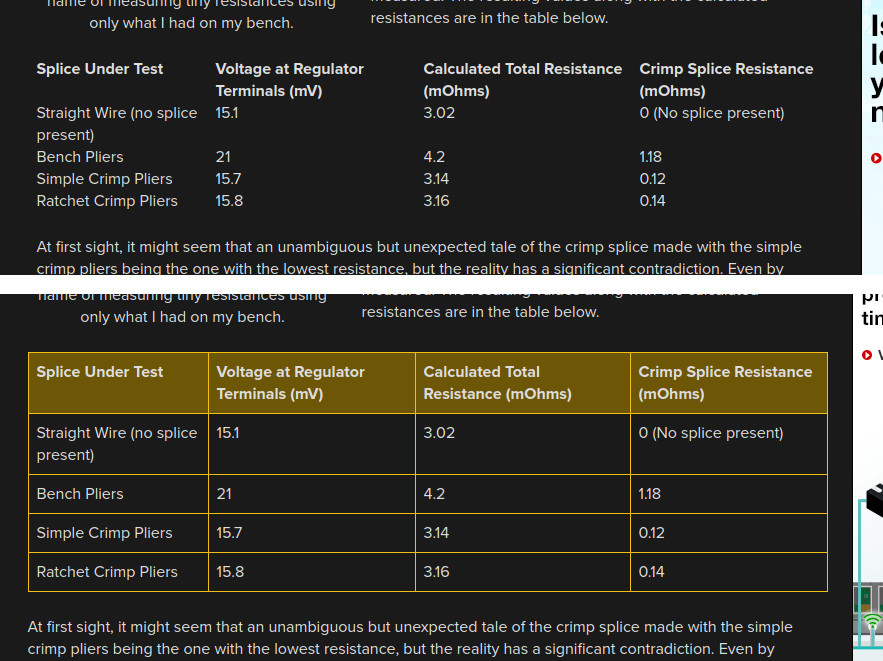 name of measuring tiny resistances using
only what I had on my bench.
measured. The resulting values along with the calculated
resistances are in the table below.
Splice Under Test
Voltage at Regulator
Terminals (mV)
Calculated Total Resistance
(mOhms)
Crimp Splice Resistance
(mOhms)
Straight Wire (no splice
present)
15.1
3.02
0 (No splice present)
Bench Pliers
21
4.2
1.18
Simple Crimp Pliers
15.7
3.14
0.12
Ratchet Crimp Pliers
15.8
3.16
0.14
At first sight, it might seem that an unambiguous but unexpected tale of the crimp splice made with the simple
crimp pliers being the one with the lowest resistance, but the reality has a significant contradiction. Even by
name of measuring tiny resistances using
only what I had on my bench.
measured. The resulting values along with the calculated
resistances are in the table below.
Splice Under Test
Voltage at Regulator
Terminals (mV)
Calculated Total
Resistance (mOhms)
Crimp Splice Resistance
(mOhms)
Straight Wire (no splice
present)
15.1
3.02
0 (No splice present)
Bench Pliers
21
4.2
1.18
Simple Crimp Pliers
15.7
3.14
0.12
Ratchet Crimp Pliers
15.8
3.16
0.14
At first sight, it might seem that an unambiguous but unexpected tale of the crimp splice made with the simple
crimp pliers being the one with the lowest resistance, but the reality has a significant contradiction. Even by